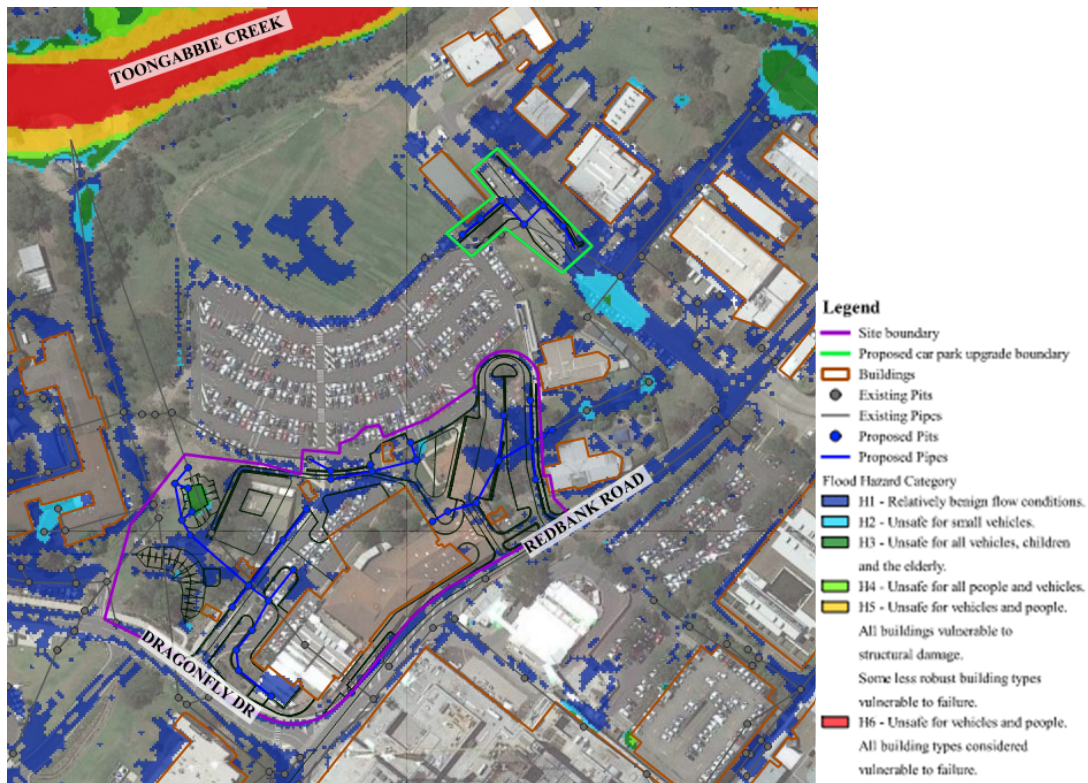 TOONGABBIE CREEK
REDBANK ROAD
DRAGONFLY DR
Legend
Site boundary
Proposed car park upgrade boundary
Buildings
Existing Pits
Existing Pipes
Proposed Pits
Proposed Pipes
Flood Hazard Category
H1 - Relatively benign flow conditions.
H2 - Unsafe for small vehicles.
H3 - Unsafe for all vehicles, children
and the elderly.
H4 - Unsafe for all people and vehicles.
H5 - Unsafe for vehicles and people.
All buildings vulnerable to
structural damage.
Some less robust building types
vulnerable to failure.
H6 - Unsafe for vehicles and people.
All building types considered
vulnerable to failure.